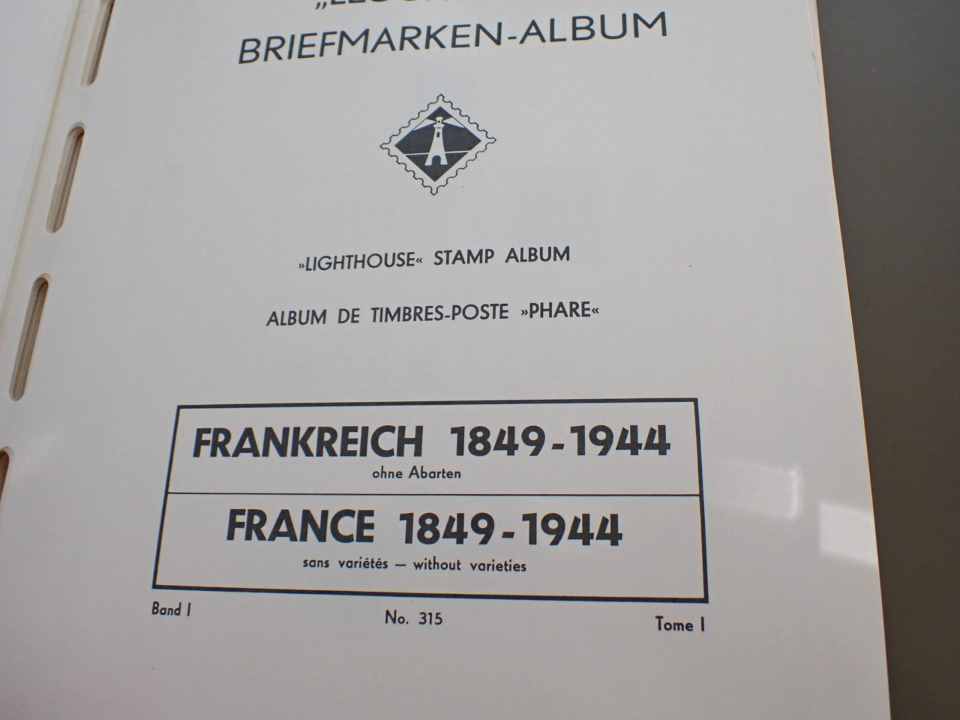 BRIEFMARKEN-ALBUM
»LIGHTHOUSE« STAMP ALBUM
ALBUM DE TIMBRES-POSTE »PHARE«
FRANKREICH 1849-1944
ohne Abarten
FRANCE 1849-1944
sans variétés — without varieties
Band I
No. 315
Tome I